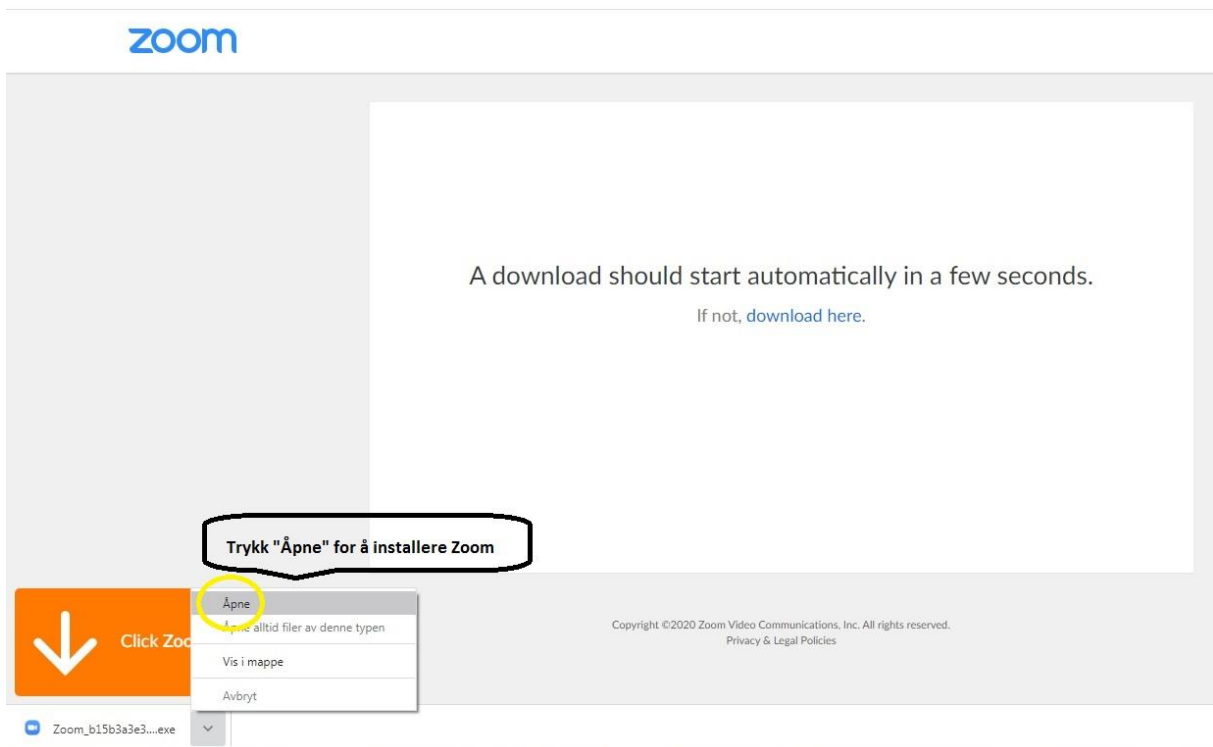 zoom
A download should start automatically in a few seconds.
If not, download here.
Trykk "Åpne" for å installere Zoom
Åpne
Åpne alltid filer av denne typen
Vis i mappe
Avbryt
Click Zoo
Copyright ©2020 Zoom Video Communications, Inc. All rights reserved.
Privacy & Legal Policies
Zoom_b15b3a3e3....exe